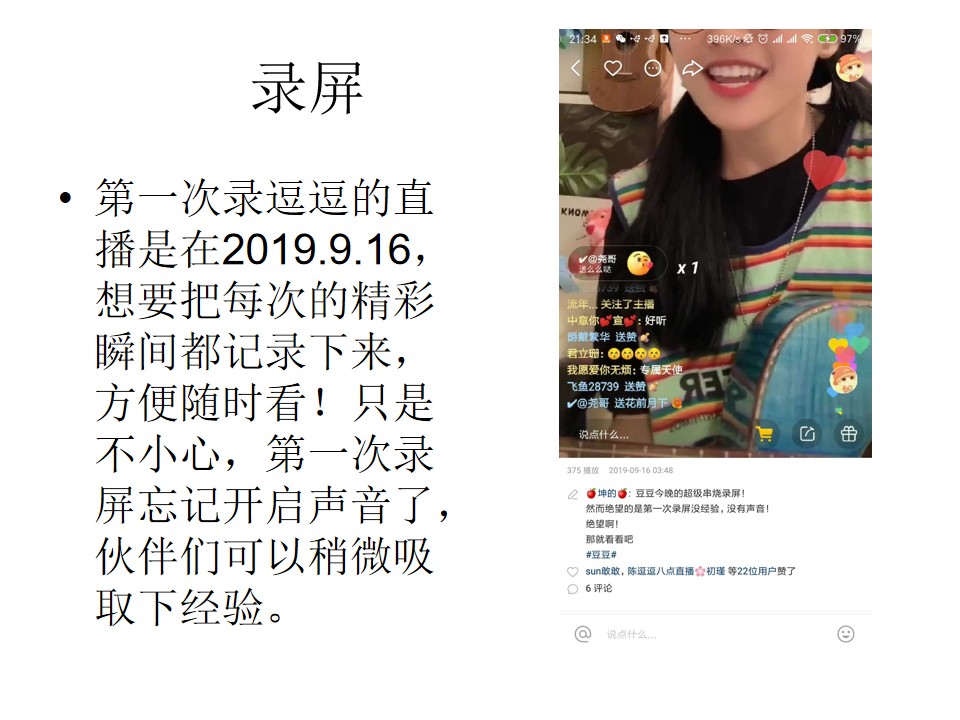 录屏
• 第一次录逗逗的直
播是在2019.9.16，
想要把每次的精彩
瞬间都记录下来，
方便随时看！只是
不小心，第一次录
屏忘记开启声音了，
伙伴们可以稍微吸
取下经验。
21:34 ... 396K/s 97%
KNOW
✔@尧哥
送么么哒
x 1
28739 送赞
流年... 关注了主播
中意你❤宣❤：好听
爵戴繁华 送赞
君立珊：😚😚😚😚
我愿爱你无烦：专属天使
飞鱼28739 送赞
✔@尧哥 送花前月下
说点什么...
375 播放 2019-09-16 03:48
🍎坤的🍎：豆豆今晚的超级串烧录屏！
然而绝望的是第一次录屏没经验，没有声音！
绝望啊！
那就看看吧
#豆豆#
sun敢敢，陈逗逗八点直播🌸初瑾 等22位用户赞了
6 评论
@ 说点什么...